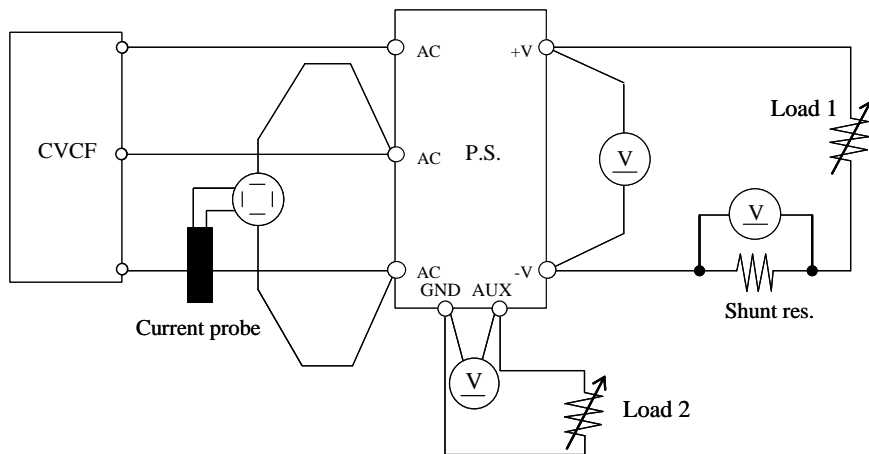 CVCF
AC
AC
AC
P.S.
+V
-V
GND
AUX
V
V
V
Load 1
Shunt res.
Current probe
Load 2